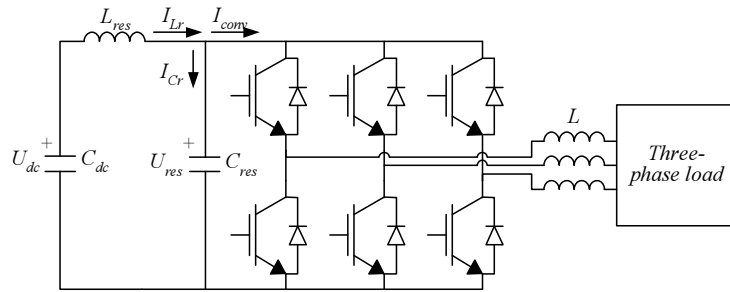 L_res I_Lr I_conv
I_Cr
+ +
U_dc C_dc U_res C_res
L
Three-
phase load